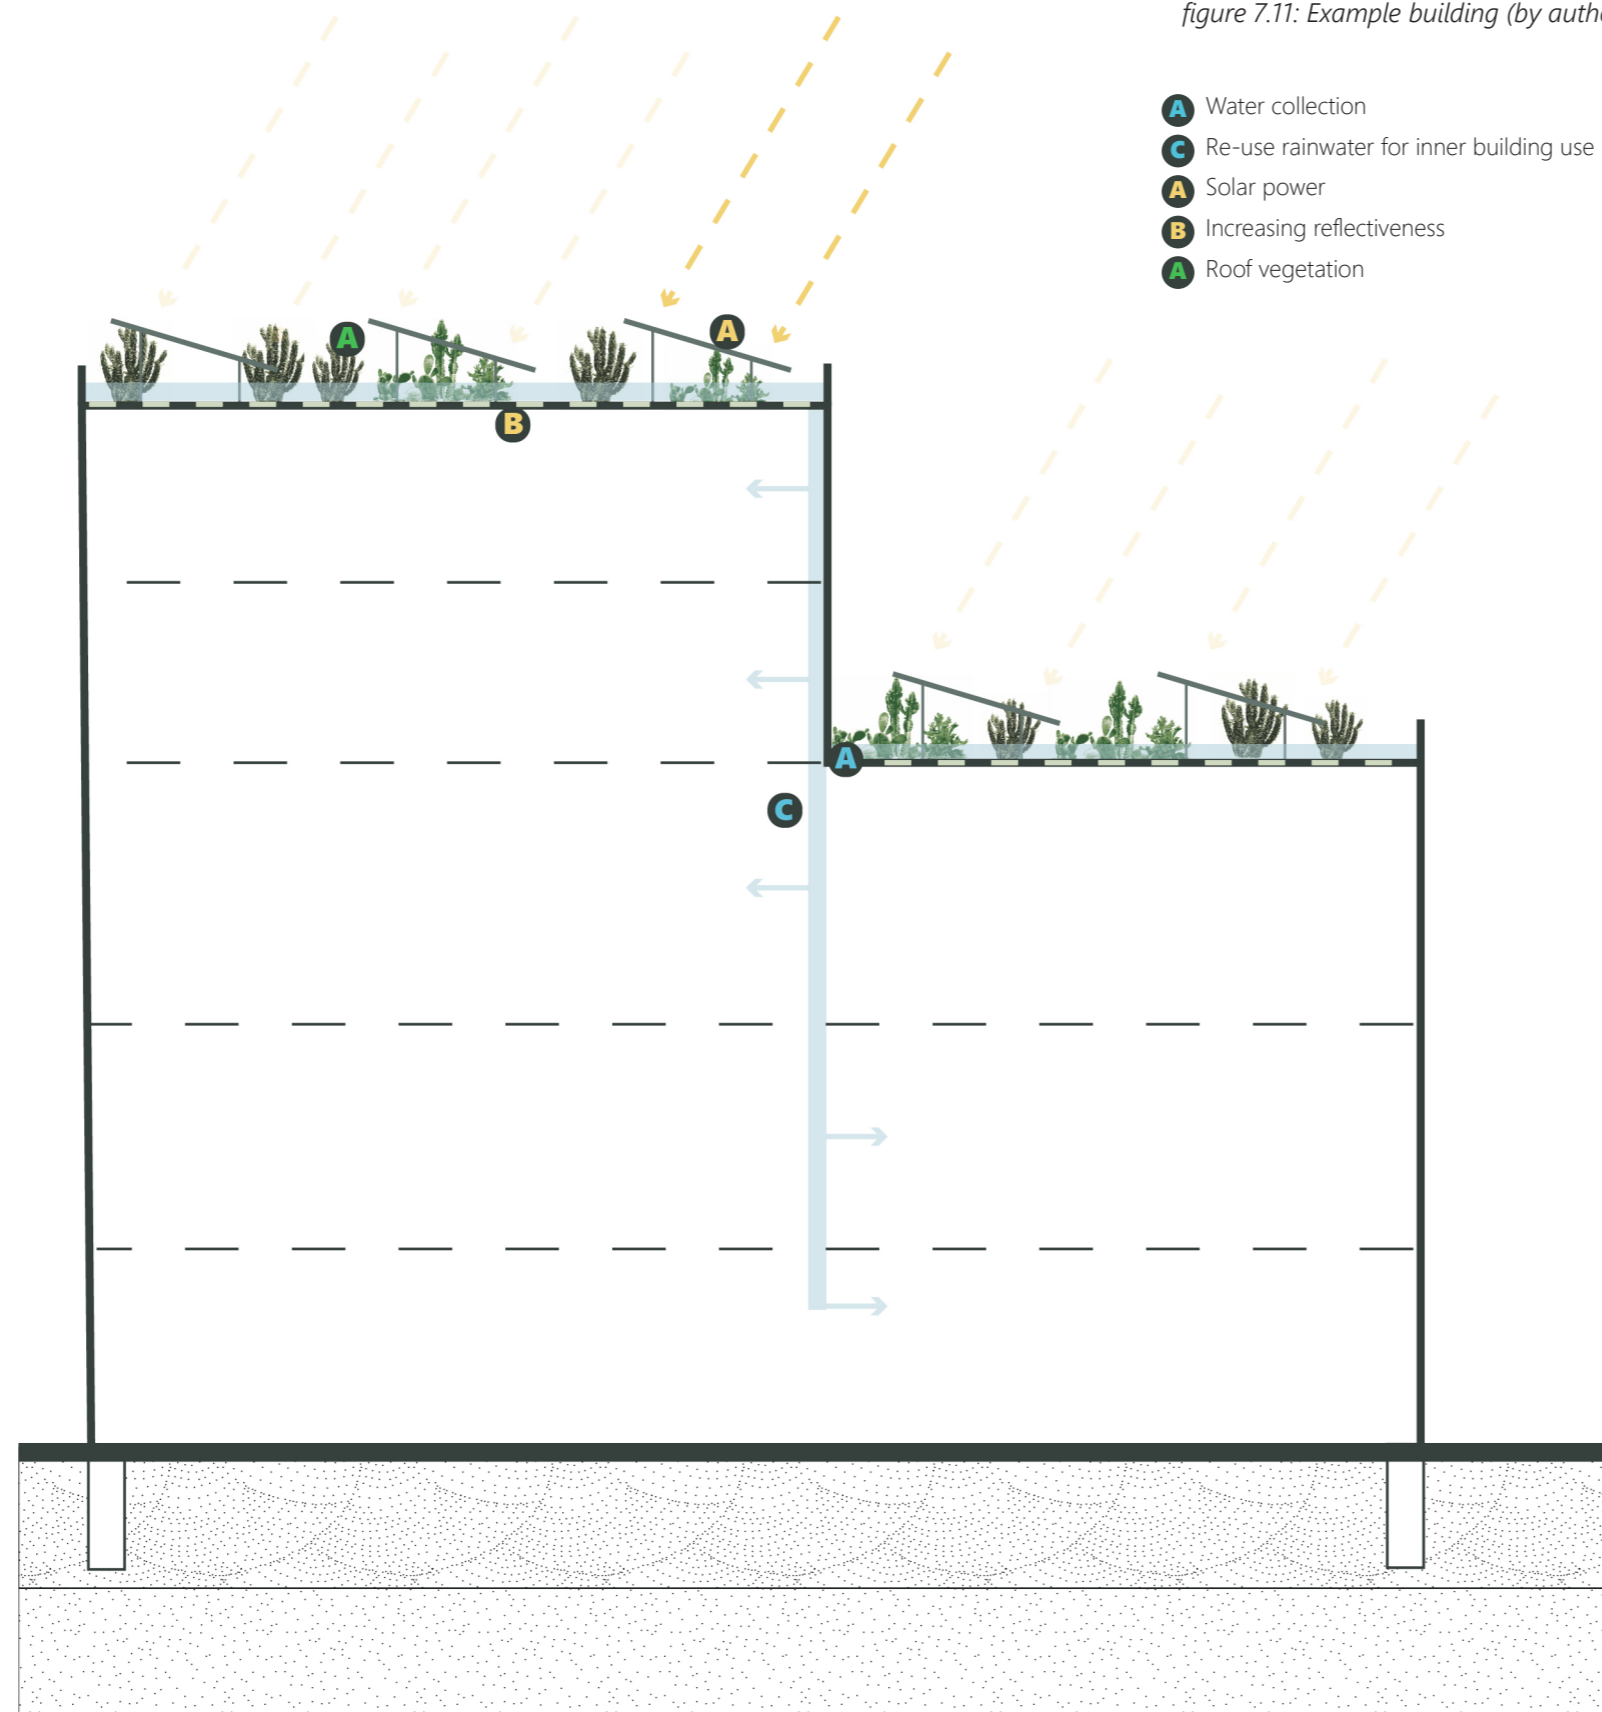 figure 7.11: Example building (by
A Water collection
C Re-use rainwater for inner building use
A Solar power
B Increasing reflectiveness
A Roof vegetation
A
A
B
A
C